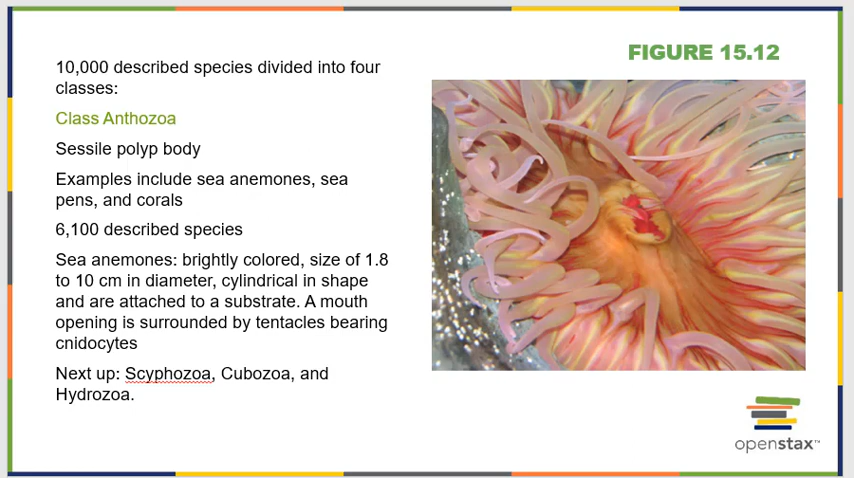 FIGURE 15.12
10,000 described species divided into four
classes:
Class Anthozoa
Sessile polyp body
Examples include sea anemones, sea
pens, and corals
6,100 described species
Sea anemones: brightly colored, size of 1.8
to 10 cm in diameter, cylindrical in shape
and are attached to a substrate. A mouth
opening is surrounded by tentacles bearing
cnidocytes
Next up: Scyphozoa, Cubozoa, and
Hydrozoa.
openstax™